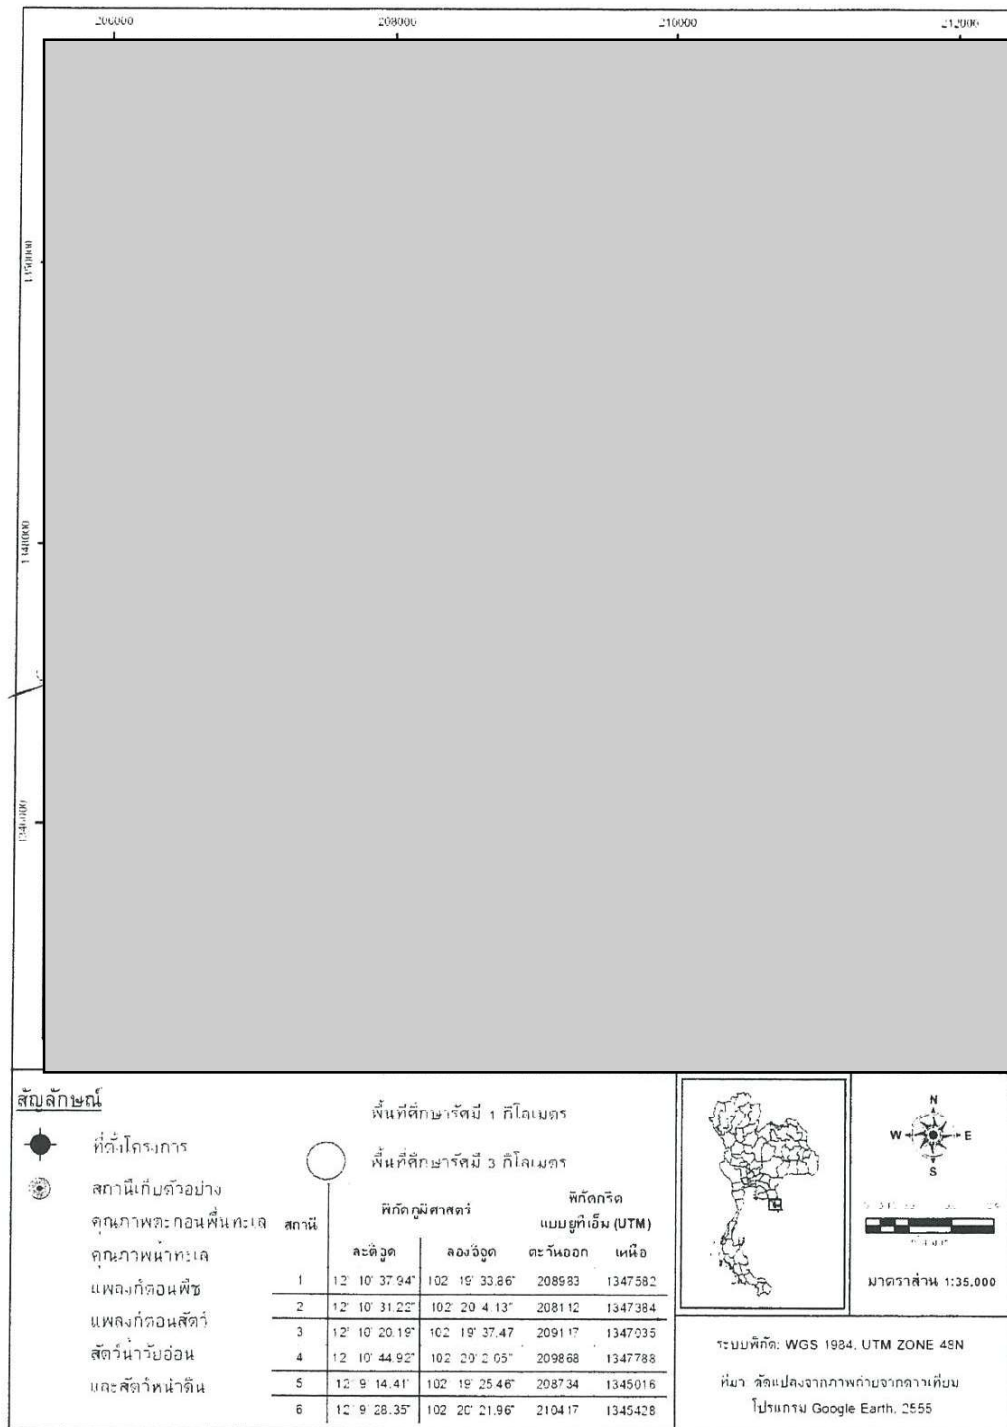 206000 208000 210000 212000
1350000
1348000
1346000
สัญลักษณ์
ที่ตั้งโครงการ
สถานีเก็บตัวอย่าง
คุณภาพตะกอนพื้นทะเล
คุณภาพน้ำทะเล
แพลงก์ตอนพืช
แพลงก์ตอนสัตว์
สัตว์น้ำวัยอ่อน
และสัตว์หน้าดิน
พื้นที่ศึกษารัศมี 1 กิโลเมตร
พื้นที่ศึกษารัศมี 3 กิโลเมตร
สถานี พิกัดภูมิศาสตร์ พิกัดกริด
แบบยูทีเอ็ม (UTM)
ละติจูด ลองจิจูด ตะวันออก เหนือ
1 12° 10' 37.94" 102° 19' 33.86" 208983 1347582
2 12° 10' 31.22" 102° 20' 4.13" 208112 1347384
3 12° 10' 20.19" 102° 19' 37.47 209117 1347035
4 12° 10' 44.92" 102° 20' 2.05" 209868 1347788
5 12° 9' 14.41" 102° 19' 25.46" 208734 1345016
6 12° 9' 28.35" 102° 20' 21.96" 210417 1345428
N
W E
S
มาตราส่วน 1:35,000
ระบบพิกัด: WGS 1984, UTM ZONE 48N
ที่มา: ดัดแปลงจากภาพถ่ายจากดาวเทียม
โปรแกรม Google Earth, 2555